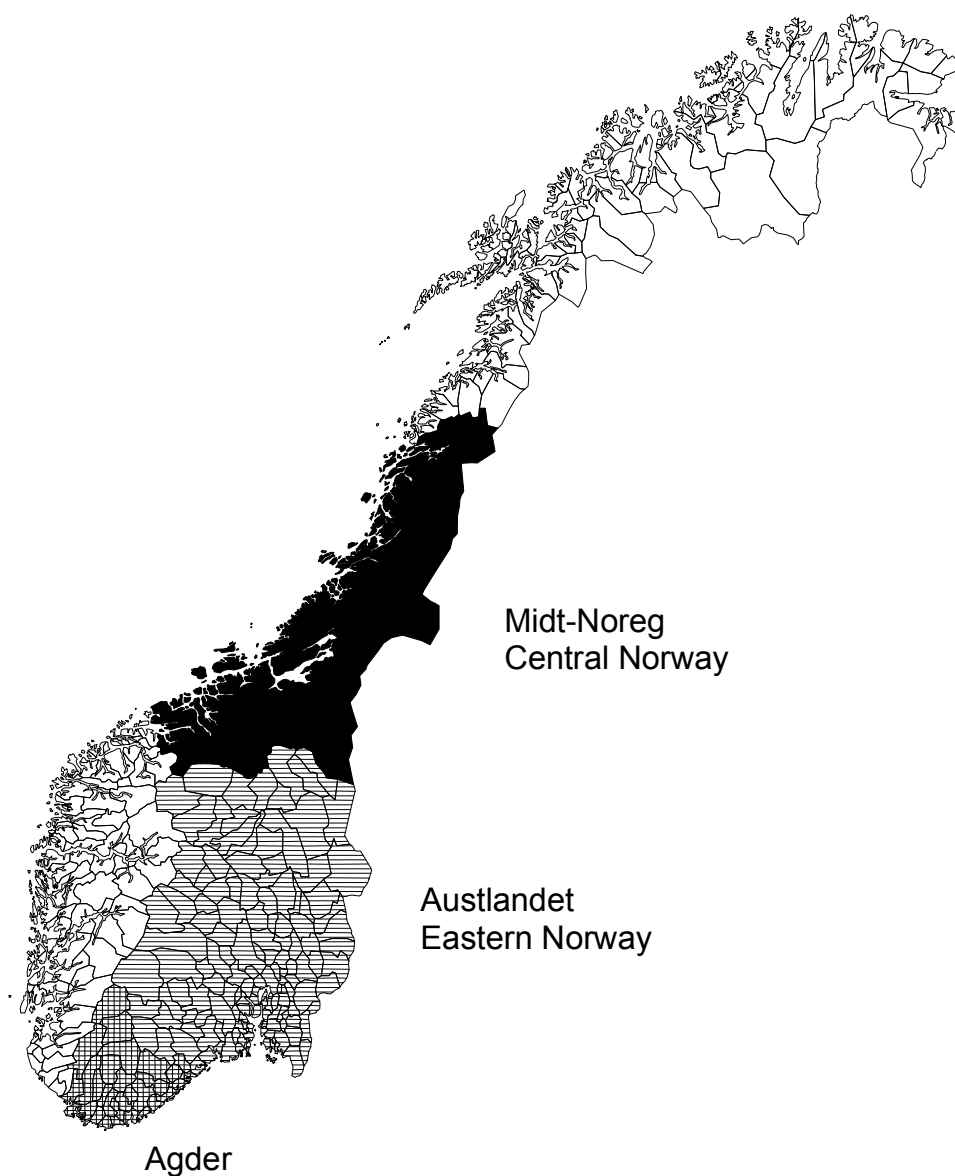 Midt-Noreg
Central Norway
Austlandet
Eastern Norway
Agder